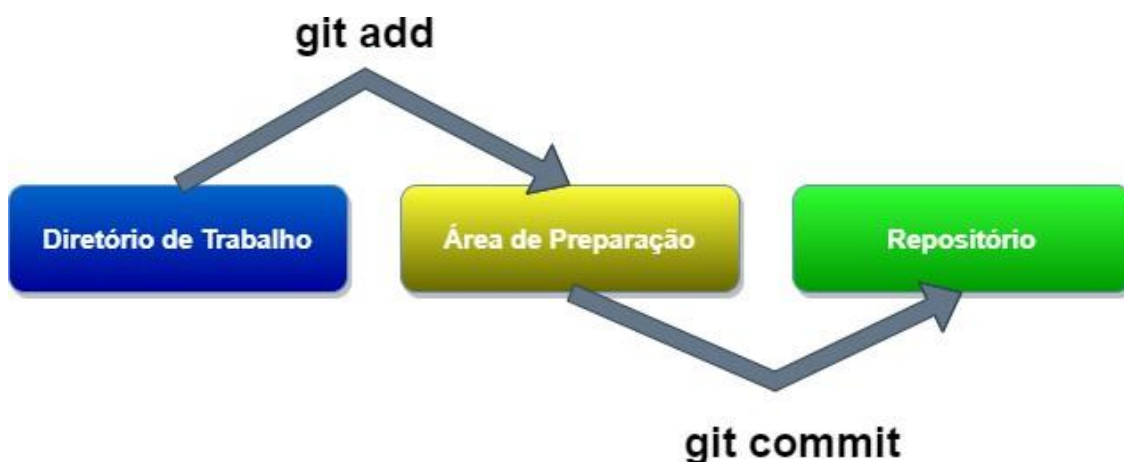 git add
Diretório de Trabalho
Área de Preparação
Repositório
git commit